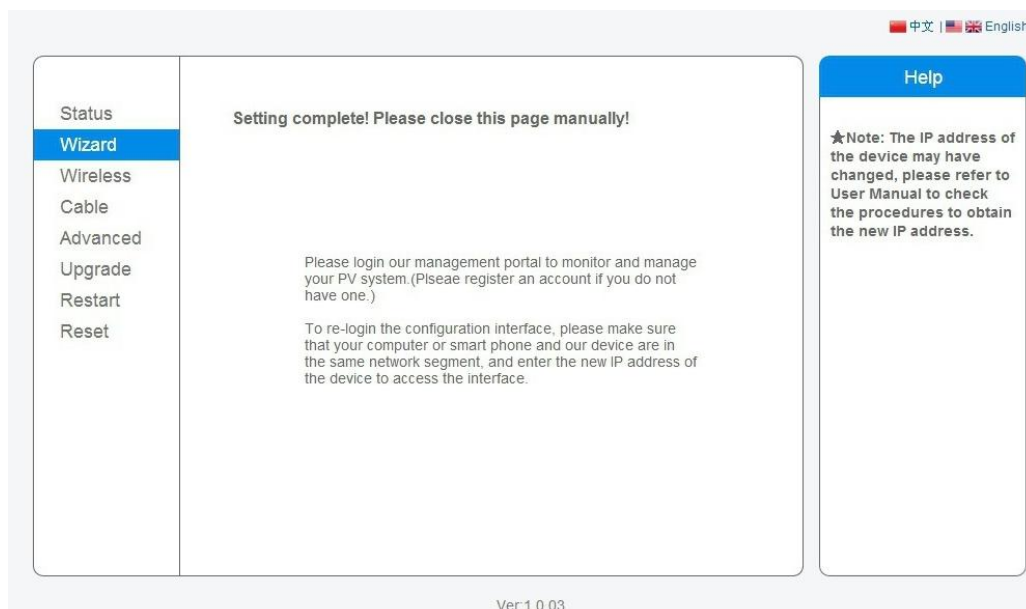 中文 | English
Status
Wizard
Wireless
Cable
Advanced
Upgrade
Restart
Reset
Setting complete! Please close this page manually!
Please login our management portal to monitor and manage
your PV system.(Plseae register an account if you do not
have one.)
To re-login the configuration interface, please make sure
that your computer or smart phone and our device are in
the same network segment, and enter the new IP address of
the device to access the interface.
Help
★Note: The IP address of
the device may have
changed, please refer to
User Manual to check
the procedures to obtain
the new IP address.
Ver:1.0.03